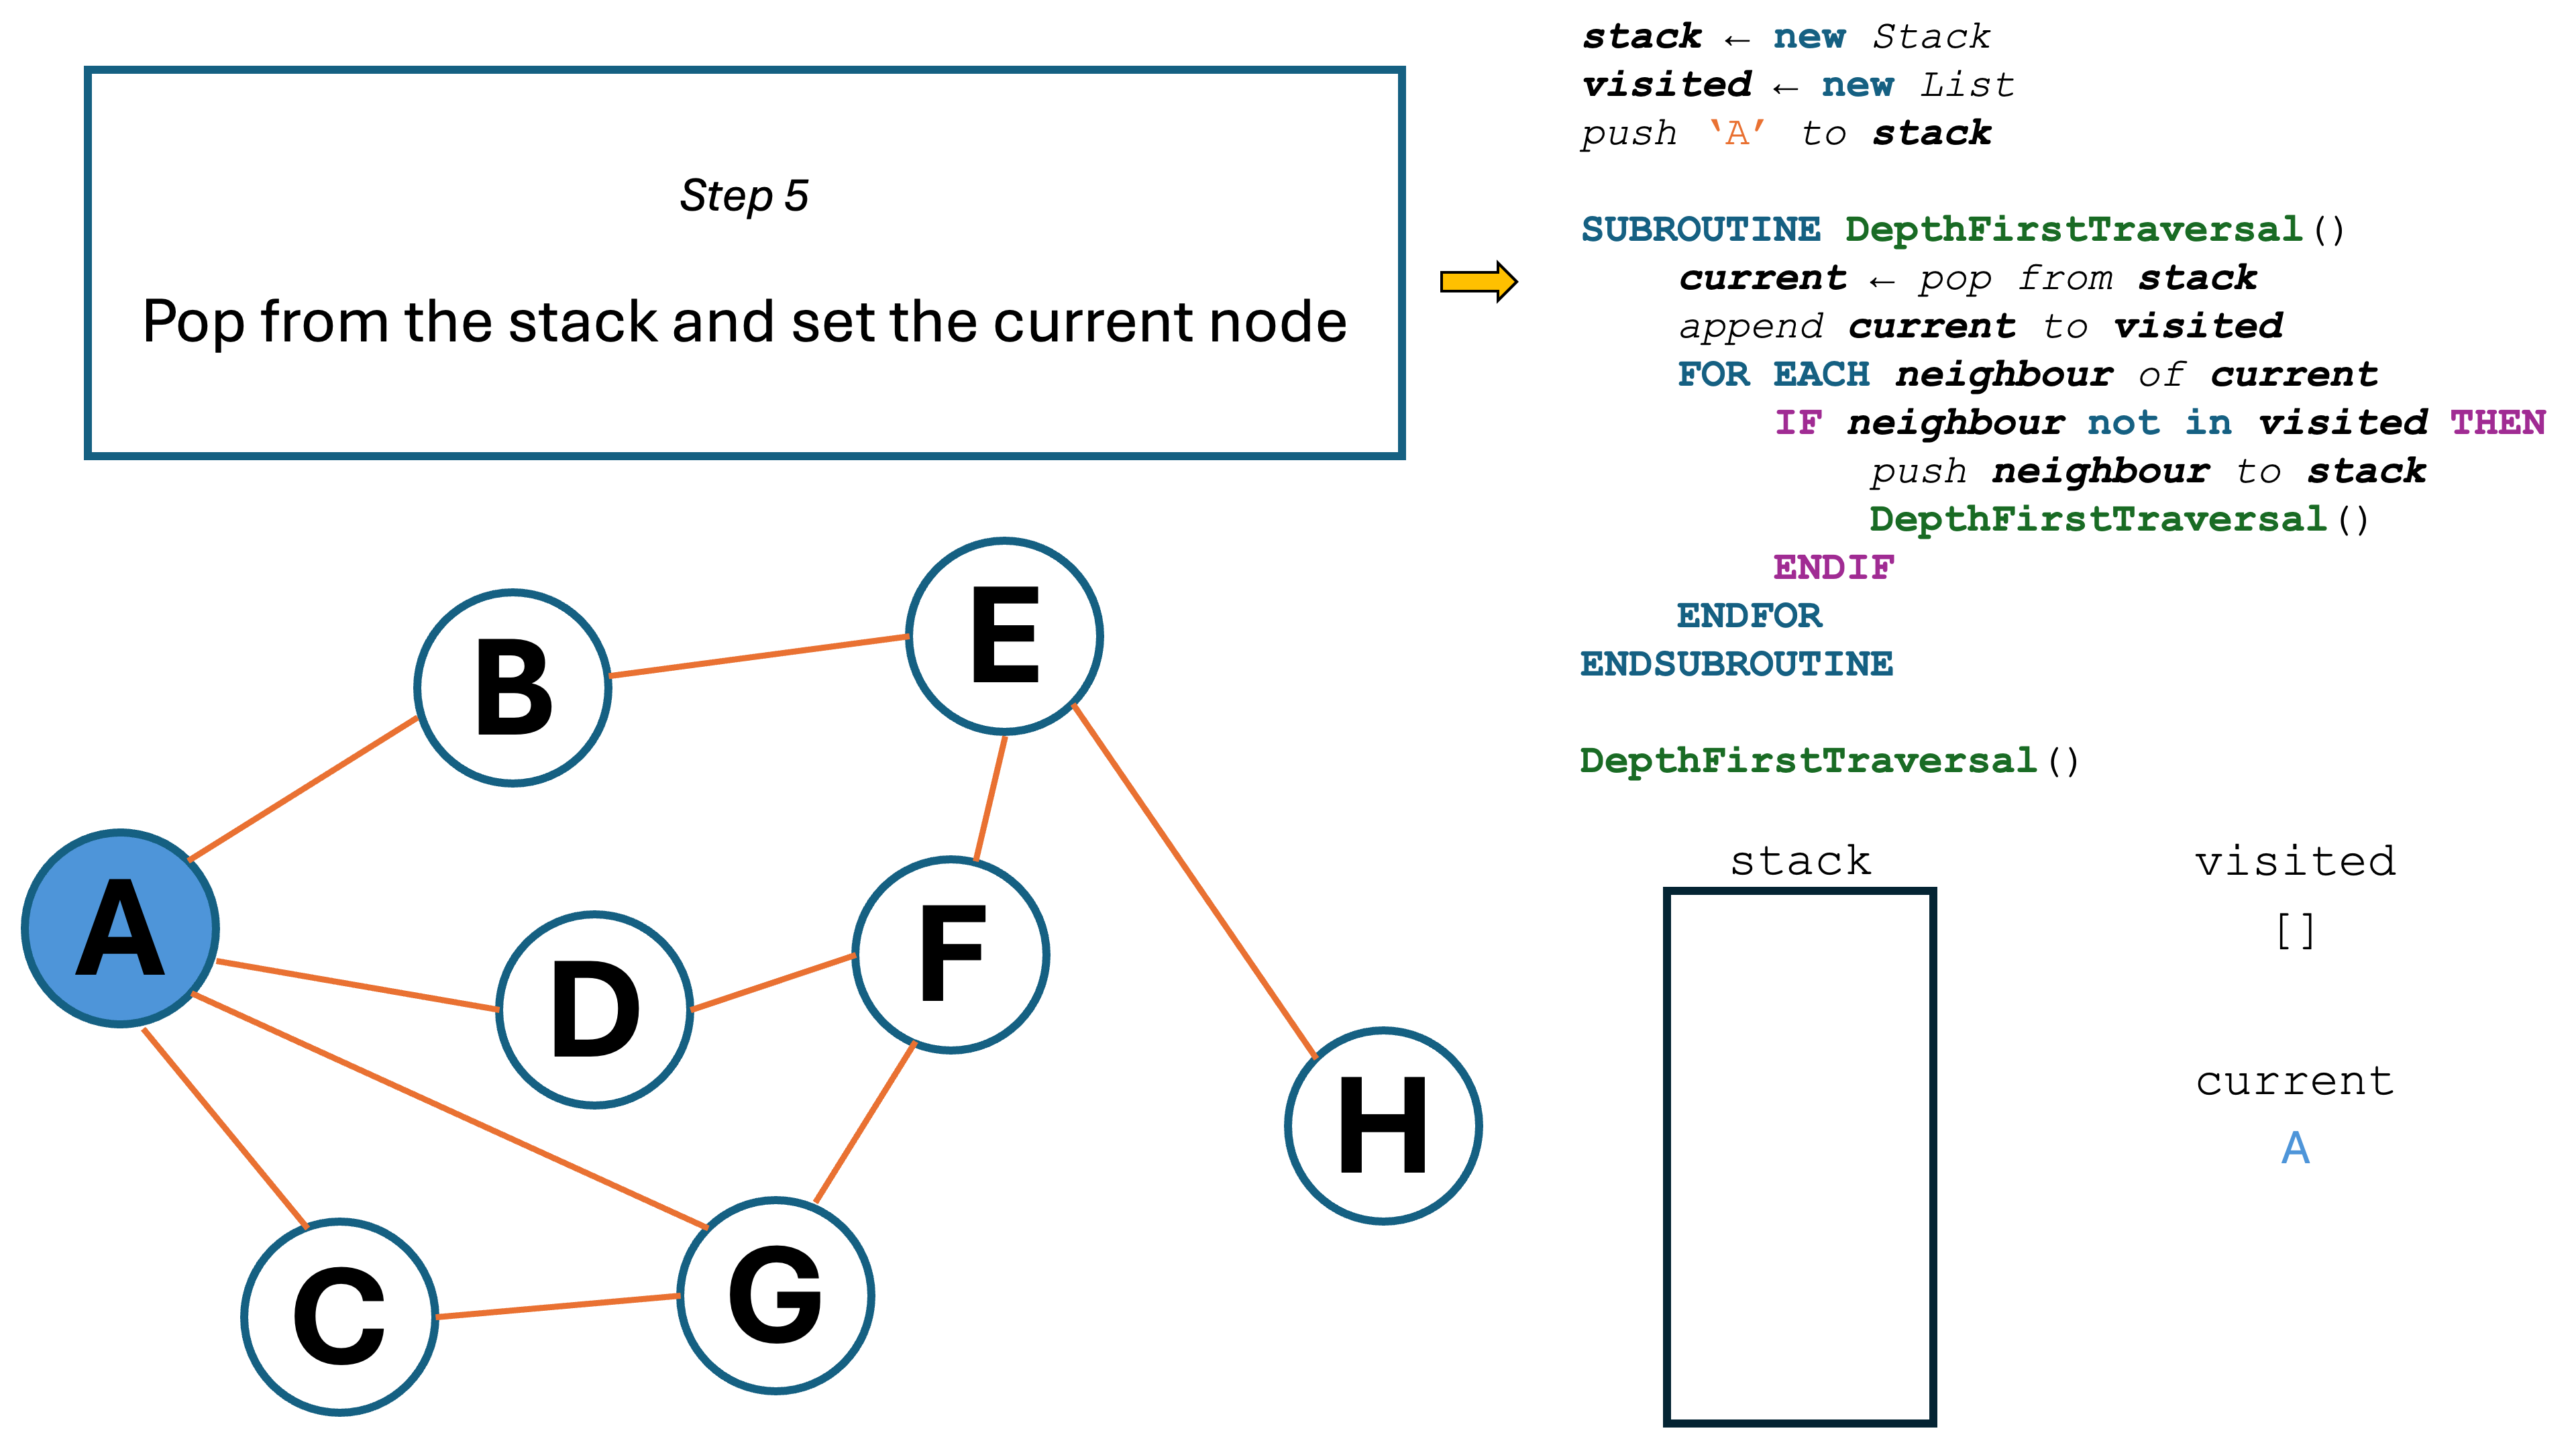 Step 5
Pop from the stack and set the current node
stack ← new Stack
visited ← new List
push ‘A’ to stack
SUBROUTINE DepthFirstTraversal()
current ← pop from stack
append current to visited
FOR EACH neighbour of current
IF neighbour not in visited THEN
push neighbour to stack
DepthFirstTraversal()
ENDIF
ENDFOR
ENDSUBROUTINE
DepthFirstTraversal()
B
E
A
D
F
C
G
H
stack
visited
[]
current
A